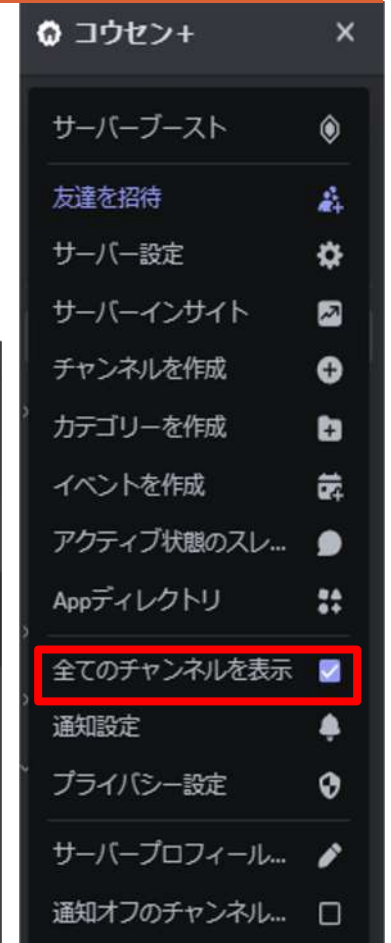 コウセン+
サーバーブースト
友達を招待
サーバー設定
サーバーインサイト
チャンネルを作成
カテゴリーを作成
イベントを作成
アクティブ状態のスレ...
Appディレクトリ
全てのチャンネルを表示
通知設定
プライバシー設定
サーバープロフィール...
通知オフのチャンネル...